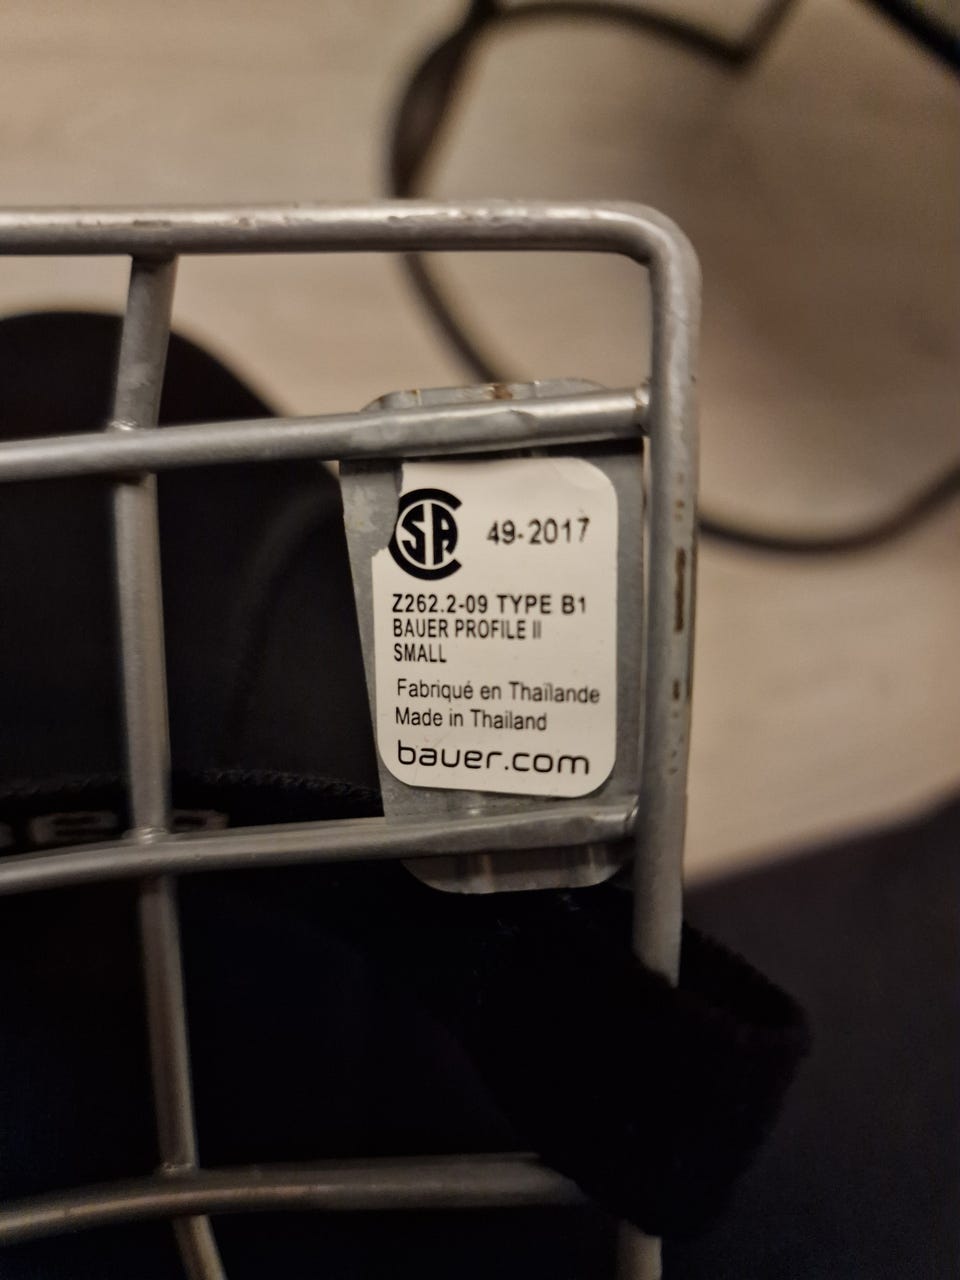 CSA 49-2017
Z262.2-09 TYPE B1
BAUER PROFILE II
SMALL
Fabriqué en Thaïlande
Made in Thailand
bauer.com